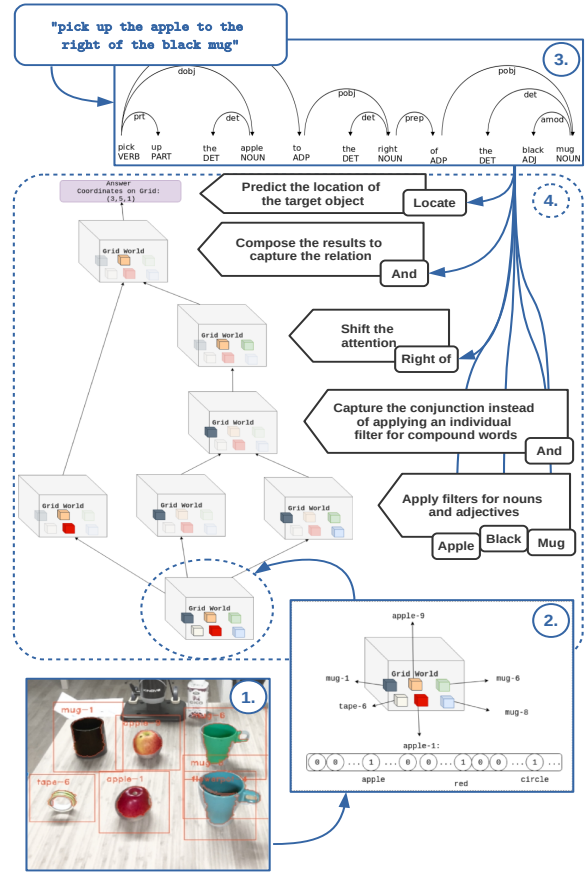 "pick up the apple to the
right of the black mug"
3.
dobj
pobj
pobj
det
prt
det
det
prep
amod
pick up the apple to the right of the black mug
VERB PART DET NOUN ADP DET NOUN ADP DET ADJ NOUN
4.
Answer
Coordinates on Grid:
(3,5,1)
Predict the location of
the target object
Locate
Grid World
Compose the results to
capture the relation
And
Grid World
Shift the
attention
Right of
Grid World
Capture the conjunction instead
of applying an individual
filter for compound words
And
Grid World
Grid World
Grid World
Apply filters for nouns
and adjectives
Apple
Black
Mug
Grid World
2.
apple-9
Grid World
mug-1
mug-6
tape-6
mug-8
apple-1:
0 0 ... 1 ... 0 0 ... 1 0 0 ... 1 ...
apple
red
circle
1.
mug-1
tape-6
apple-1